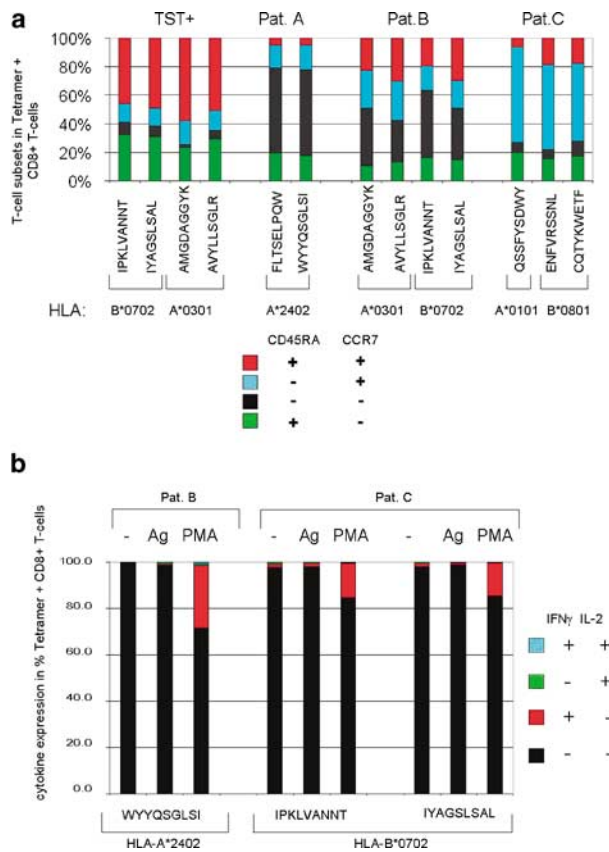 a
TST+ Pat. A Pat.B Pat.C
T-cell subsets in Tetramer +
CD8+ T-cells
100%
80%
60%
40%
20%
0%
IPKLVANNT
IYAGSLSAL
AMGDAGGYK
AVYLLSGLR
FLTSELPQW
WYYQSGLSI
AMGDAGGYK
AVYLLSGLR
IPKLVANNT
IYAGSLSAL
QSSFYSDWY
ENFVRSSNL
CQTYKWETF
HLA: B*0702 A*0301 A*2402 A*0301 B*0702 A*0101 B*0801
CD45RA CCR7
+ +
- +
- -
+ -
b
Pat. B Pat. C
- Ag PMA - Ag PMA - Ag PMA
cytokine expression in % Tetramer + CD8+ T-cells
100.0
80.0
60.0
40.0
20.0
0.0
IFNγ IL-2
+ +
- +
+ -
- -
WYYQSGLSI IPKLVANNT IYAGSLSAL
HLA-A*2402 HLA-B*0702